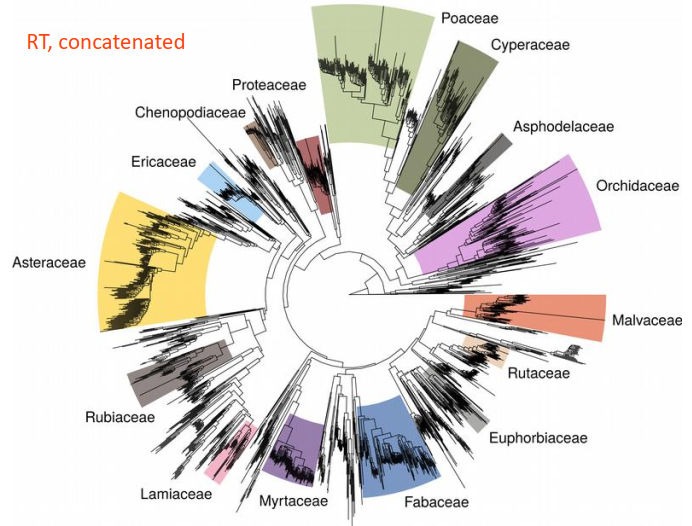 RT, concatenated
Poaceae
Cyperaceae
Proteaceae
Chenopodiaceae
Asphodelaceae
Ericaceae
Orchidaceae
Asteraceae
Malvaceae
Rutaceae
Rubiaceae
Euphorbiaceae
Lamiaceae
Myrtaceae
Fabaceae